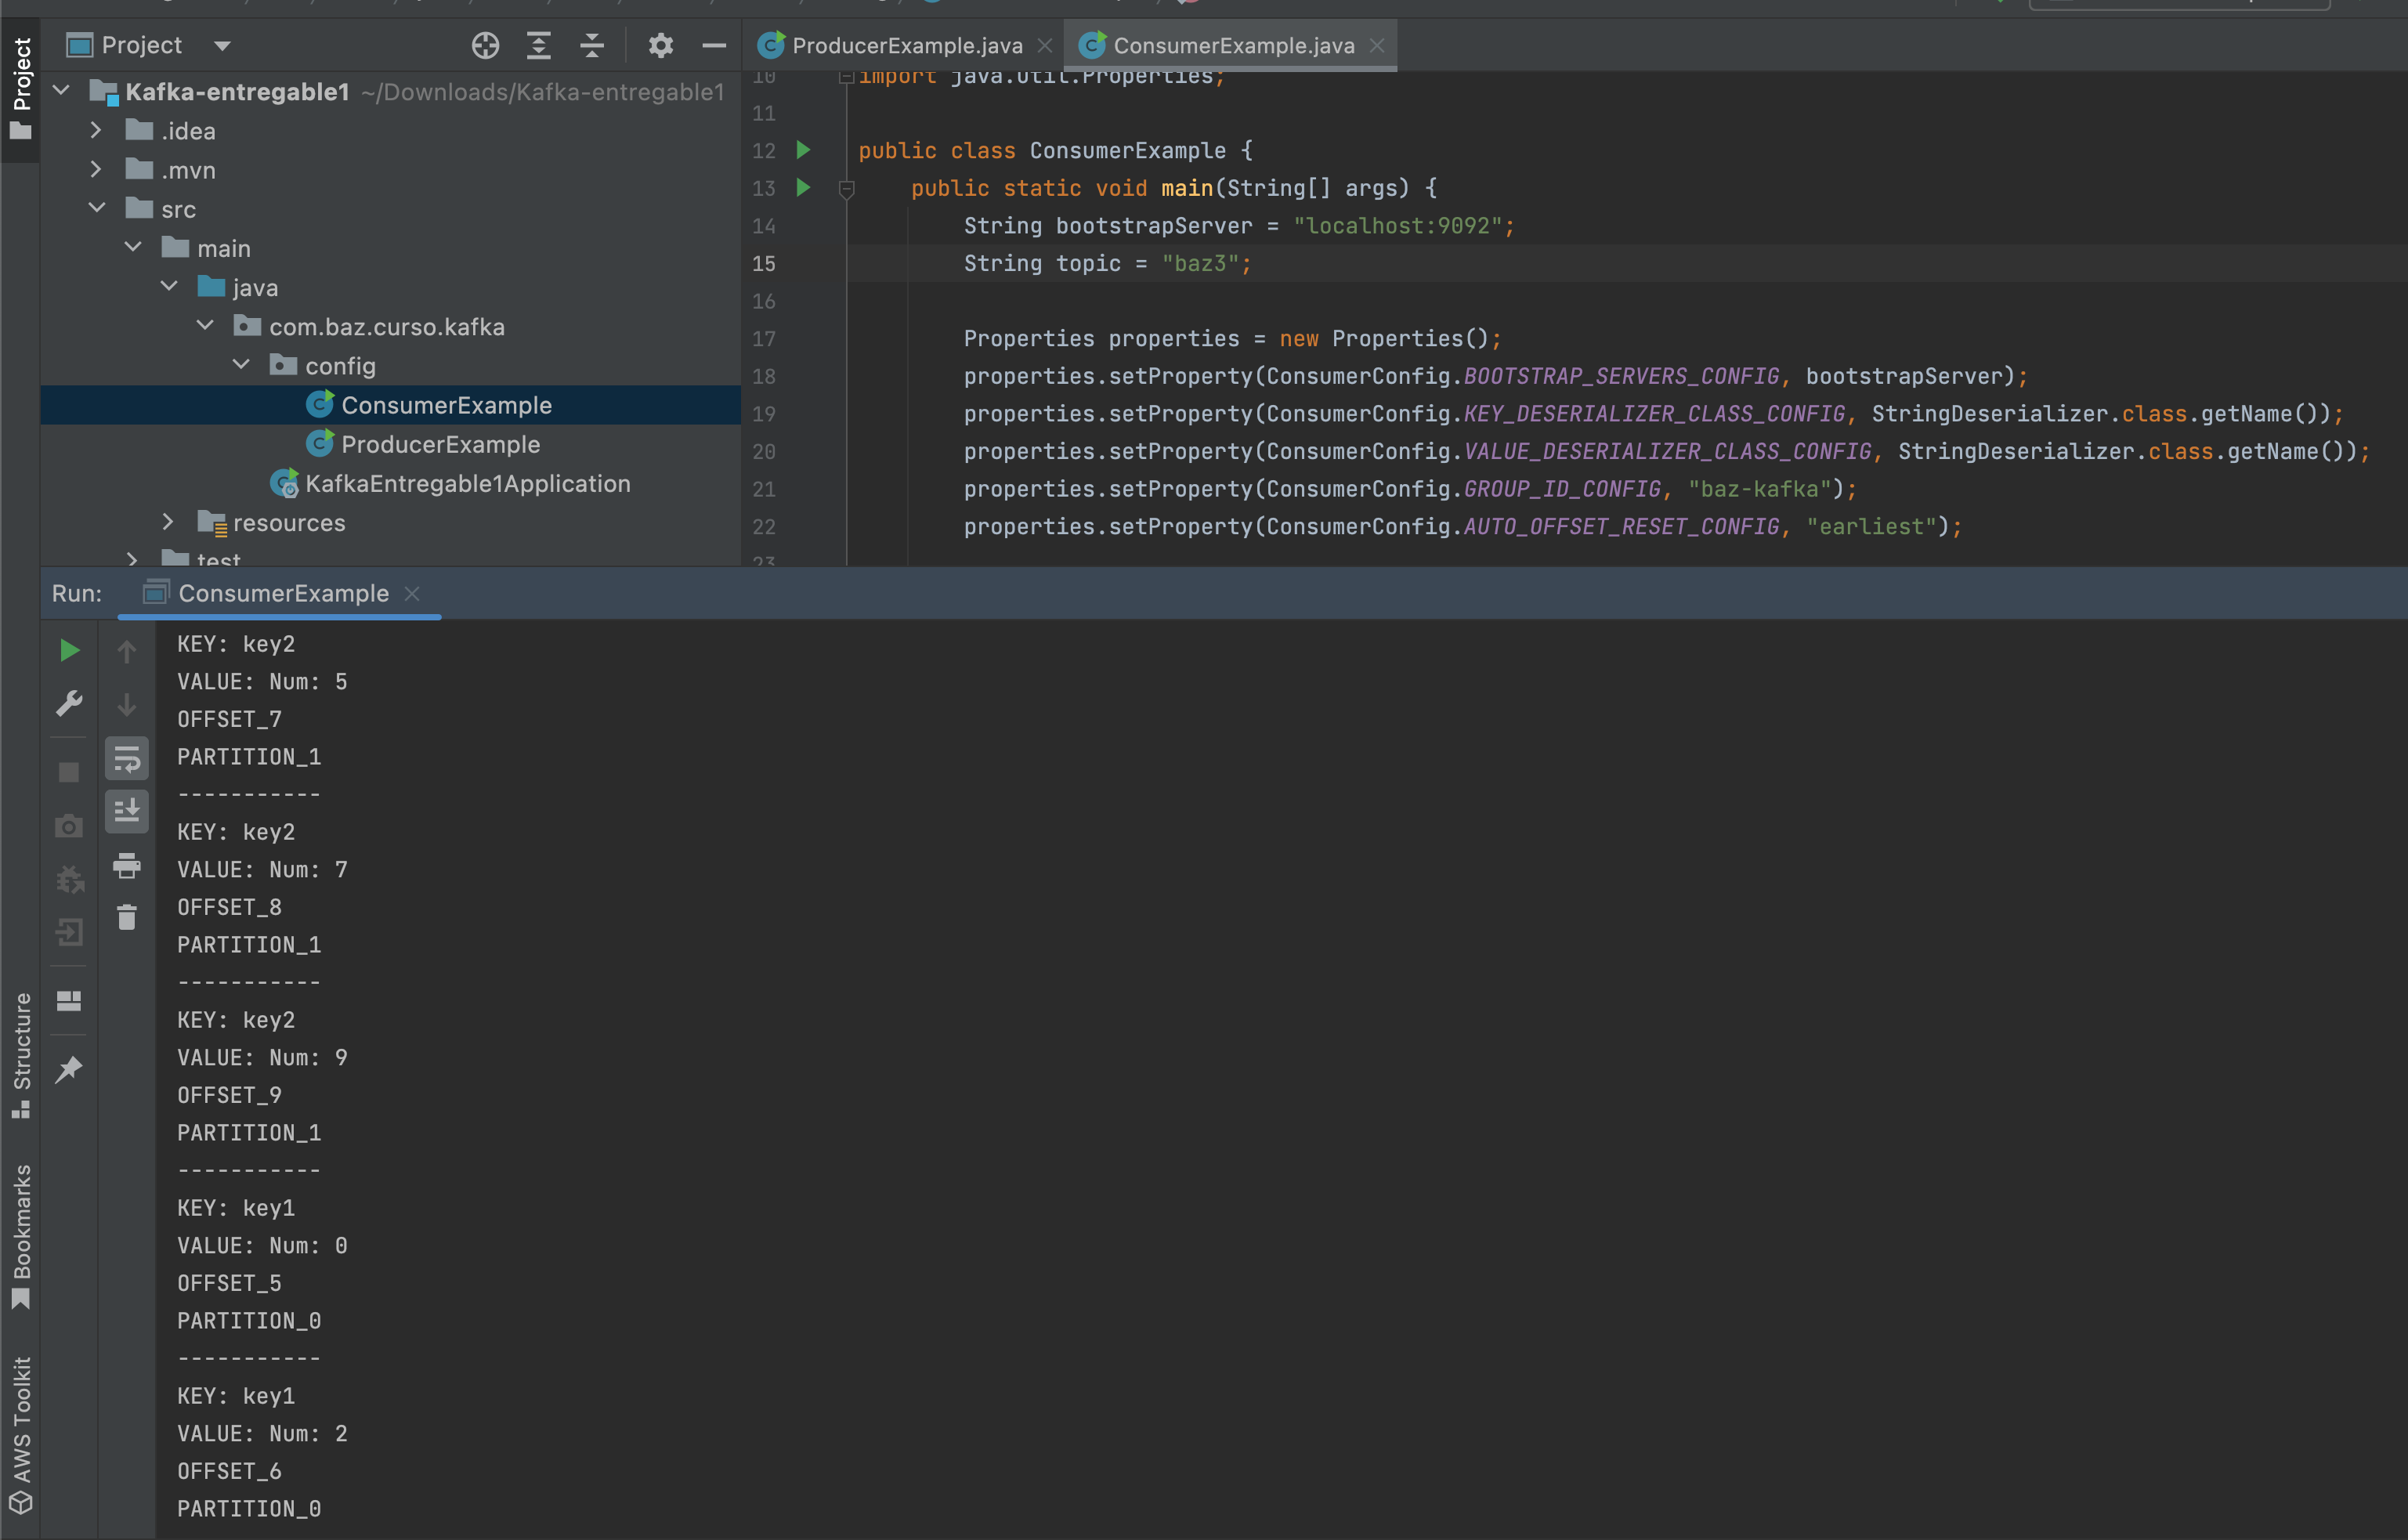 Project
Project
Kafka-entregable1 ~/Downloads/Kafka-entregable1
.idea
.mvn
src
main
java
com.baz.curso.kafka
config
ConsumerExample
ProducerExample
KafkaEntregable1Application
resources
test
ProducerExample.java
ConsumerExample.java
10 import java.util.Properties;
11
12 public class ConsumerExample {
13 public static void main(String[] args) {
14 String bootstrapServer = "localhost:9092";
15 String topic = "baz3";
16
17 Properties properties = new Properties();
18 properties.setProperty(ConsumerConfig.BOOTSTRAP_SERVERS_CONFIG, bootstrapServer);
19 properties.setProperty(ConsumerConfig.KEY_DESERIALIZER_CLASS_CONFIG, StringDeserializer.class.getName());
20 properties.setProperty(ConsumerConfig.VALUE_DESERIALIZER_CLASS_CONFIG, StringDeserializer.class.getName());
21 properties.setProperty(ConsumerConfig.GROUP_ID_CONFIG, "baz-kafka");
22 properties.setProperty(ConsumerConfig.AUTO_OFFSET_RESET_CONFIG, "earliest");
23
Run: ConsumerExample
KEY: key2
VALUE: Num: 5
OFFSET_7
PARTITION_1
-----------
KEY: key2
VALUE: Num: 7
OFFSET_8
PARTITION_1
-----------
KEY: key2
VALUE: Num: 9
OFFSET_9
PARTITION_1
-----------
KEY: key1
VALUE: Num: 0
OFFSET_5
PARTITION_0
-----------
KEY: key1
VALUE: Num: 2
OFFSET_6
PARTITION_0
Structure
Bookmarks
AWS Toolkit